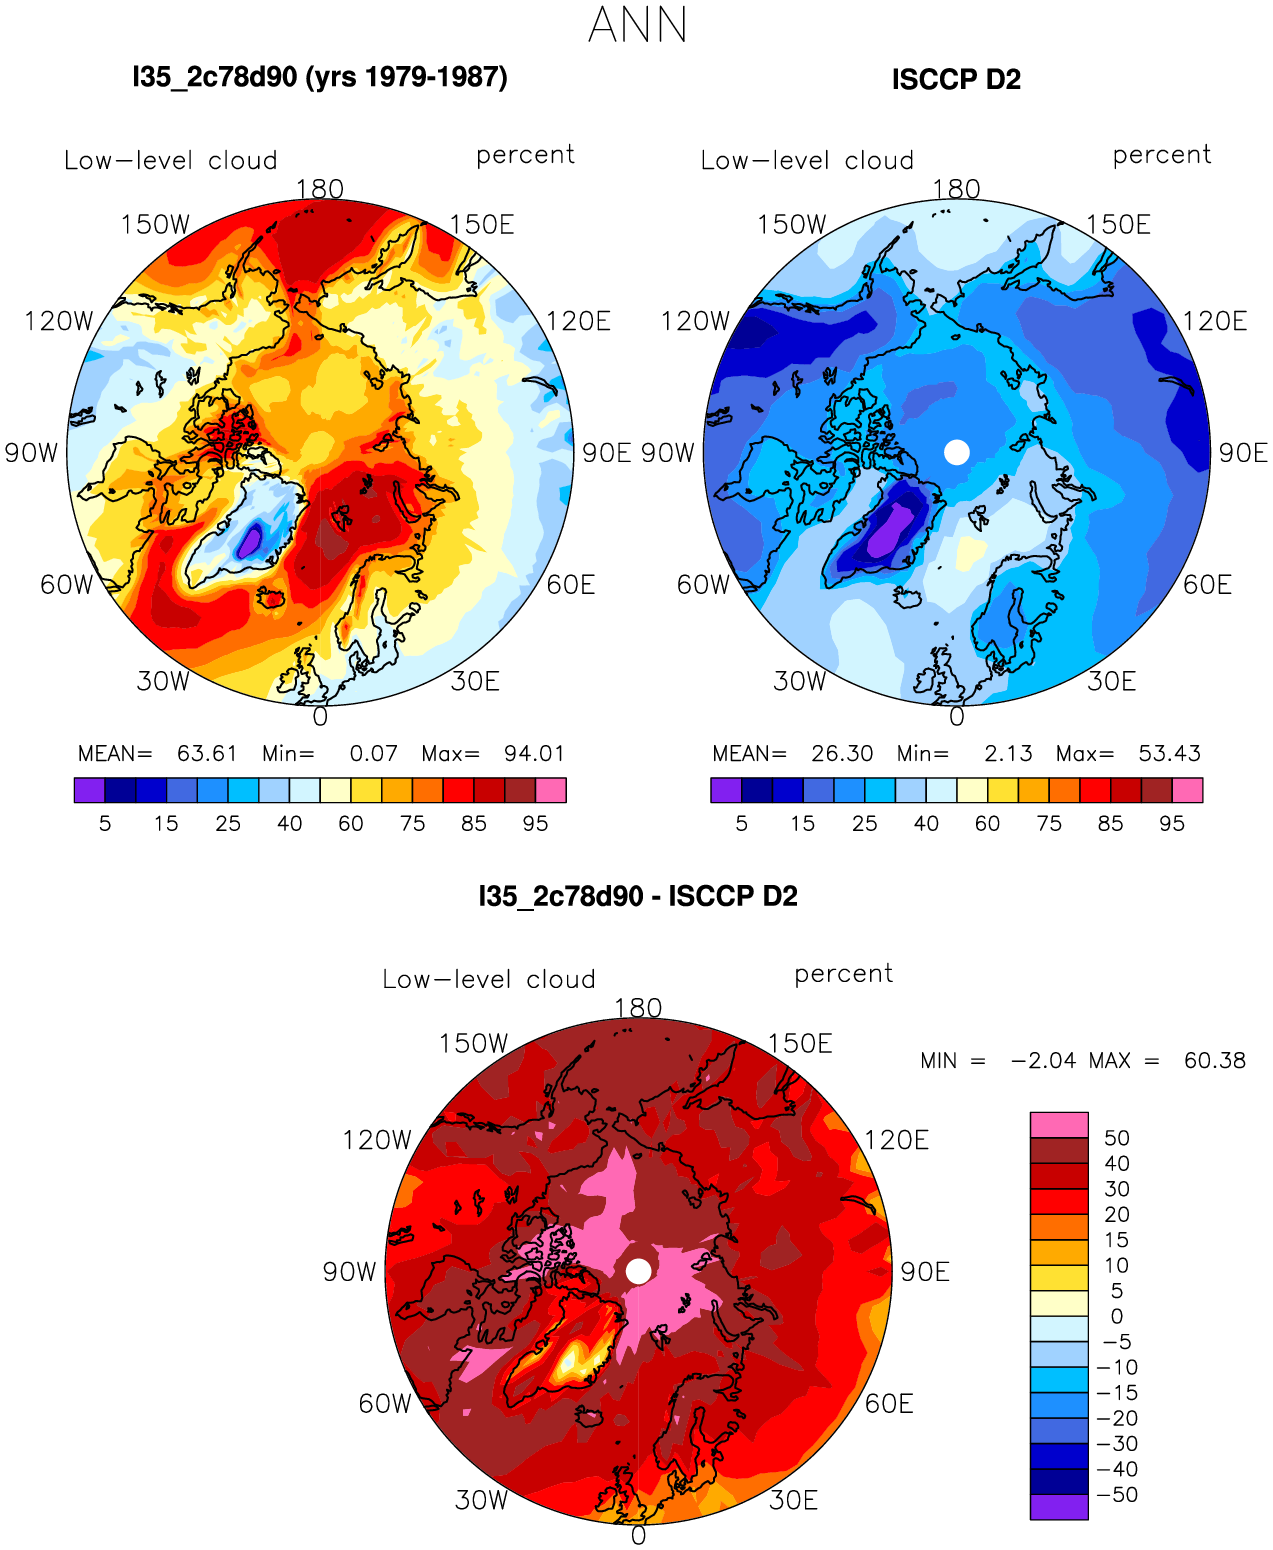 ANN
I35_2c78d90 (yrs 1979-1987)
ISCCP D2
Low-level cloud percent
Low-level cloud percent
180
150W 150E
120W 120E
90W 90E
60W 60E
30W 30E
0
180
150W 150E
120W 120E
90W 90E
60W 60E
30W 30E
0
MEAN= 63.61 Min= 0.07 Max= 94.01
5 15 25 40 60 75 85 95
MEAN= 26.30 Min= 2.13 Max= 53.43
5 15 25 40 60 75 85 95
I35_2c78d90 - ISCCP D2
Low-level cloud percent
180
150W 150E
120W 120E
90W 90E
60W 60E
30W 30E
0
MIN = -2.04 MAX = 60.38
50
40
30
20
15
10
5
0
-5
-10
-15
-20
-30
-40
-50